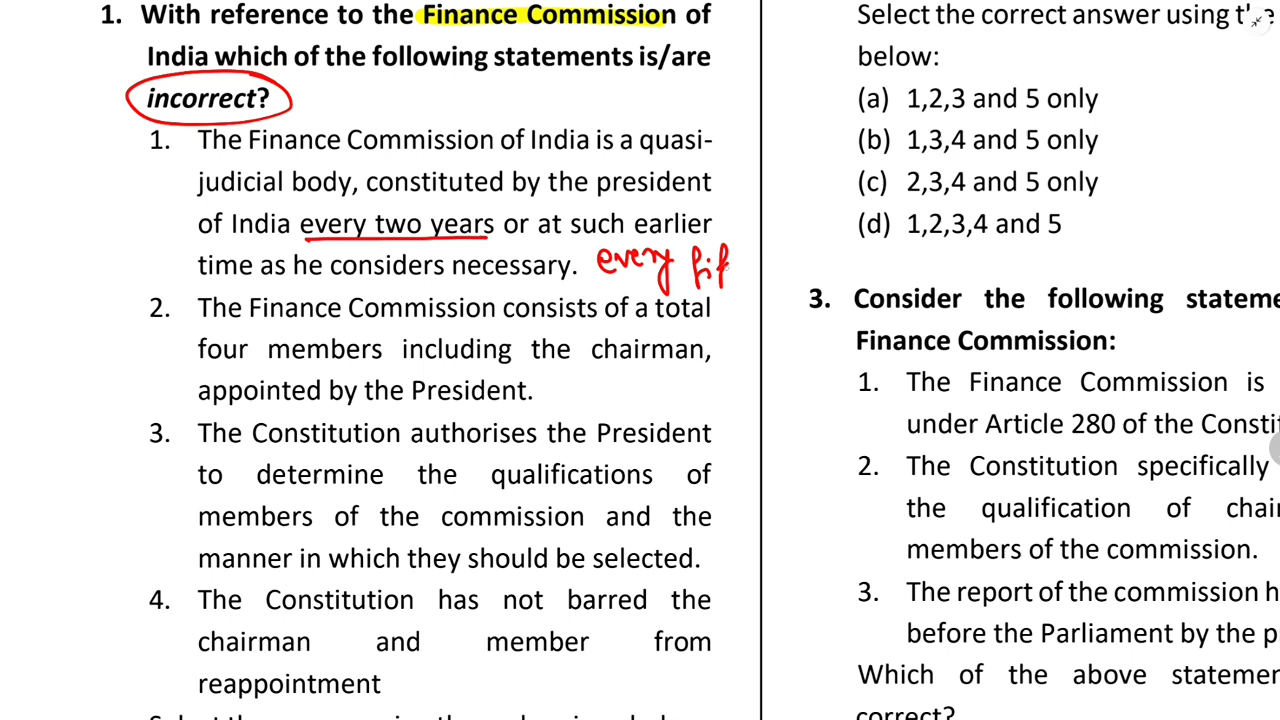 1. With reference to the Finance Commission of
India which of the following statements is/are
incorrect?
1. The Finance Commission of India is a quasi-
judicial body, constituted by the president
of India every two years or at such earlier
time as he considers necessary. every fif
2. The Finance Commission consists of a total
four members including the chairman,
appointed by the President.
3. The Constitution authorises the President
to determine the qualifications of
members of the commission and the
manner in which they should be selected.
4. The Constitution has not barred the
chairman and member from
reappointment
Select the correct answer using
below:
(a) 1,2,3 and 5 only
(b) 1,3,4 and 5 only
(c) 2,3,4 and 5 only
(d) 1,2,3,4 and 5
3. Consider the following
Finance Commission:
1. The Finance Commission is
under Article 280 of the
2. The Constitution specifically
the qualification of
members of the commission.
3. The report of the commission
before the Parliament by the
Which of the above
correct?